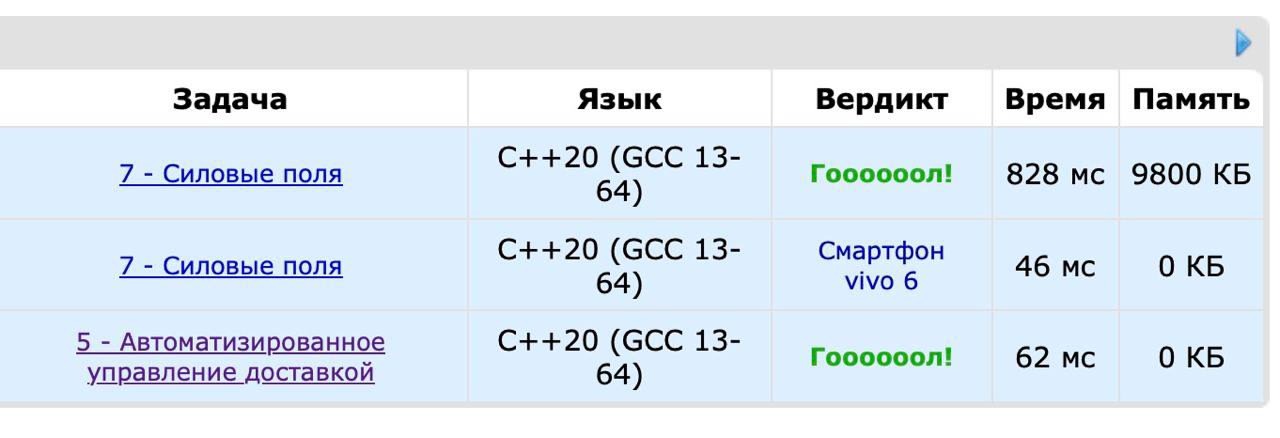 Задача Язык Вердикт Время Память
7 - Силовые поля C++20 (GCC 13-64) Гоооооол! 828 мс 9800 КБ
7 - Силовые поля C++20 (GCC 13-64) Смартфон vivo 6 46 мс 0 КБ
5 - Автоматизированное управление доставкой C++20 (GCC 13-64) Гоооооол! 62 мс 0 КБ